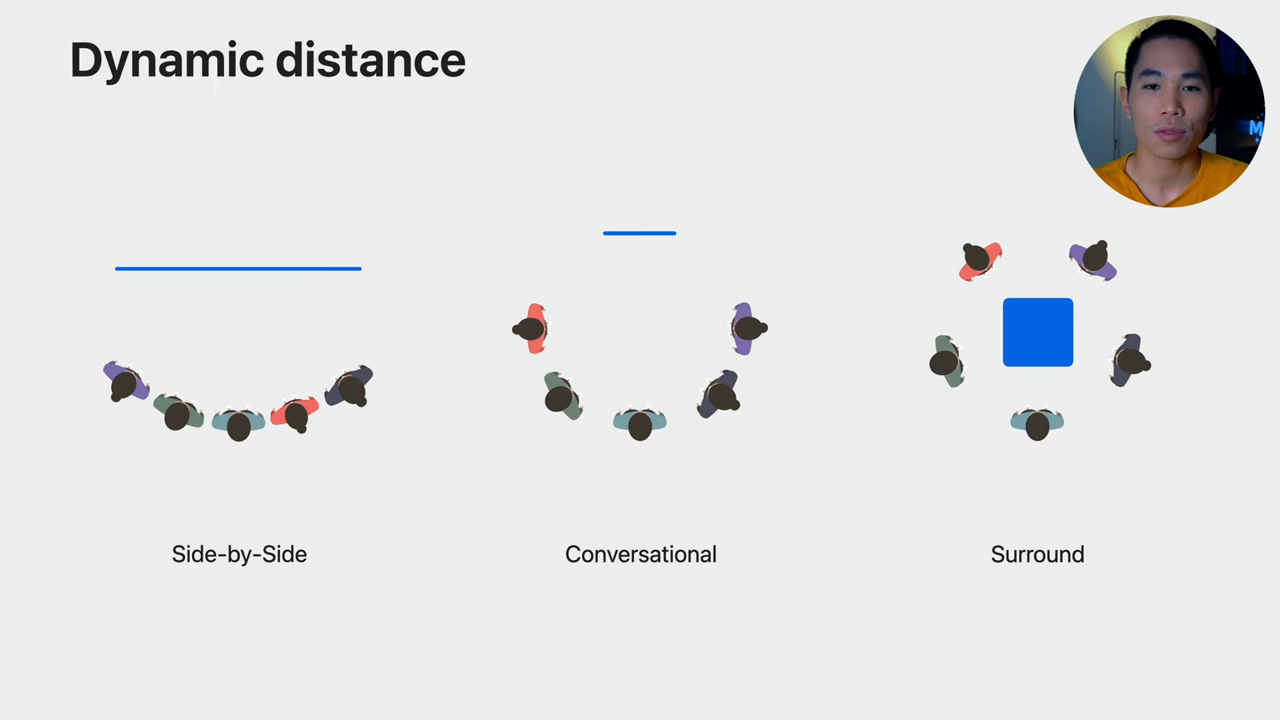 Dynamic distance
Side-by-Side
Conversational
Surround